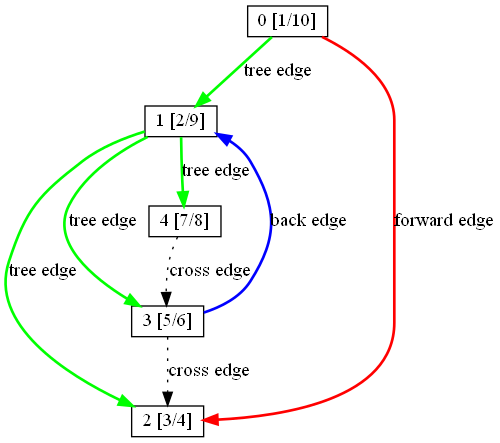 0 [1/10]
tree edge
1 [2/9]
tree edge
4 [7/8]
tree edge
back edge
forward edge
tree edge
cross edge
3 [5/6]
cross edge
2 [3/4]